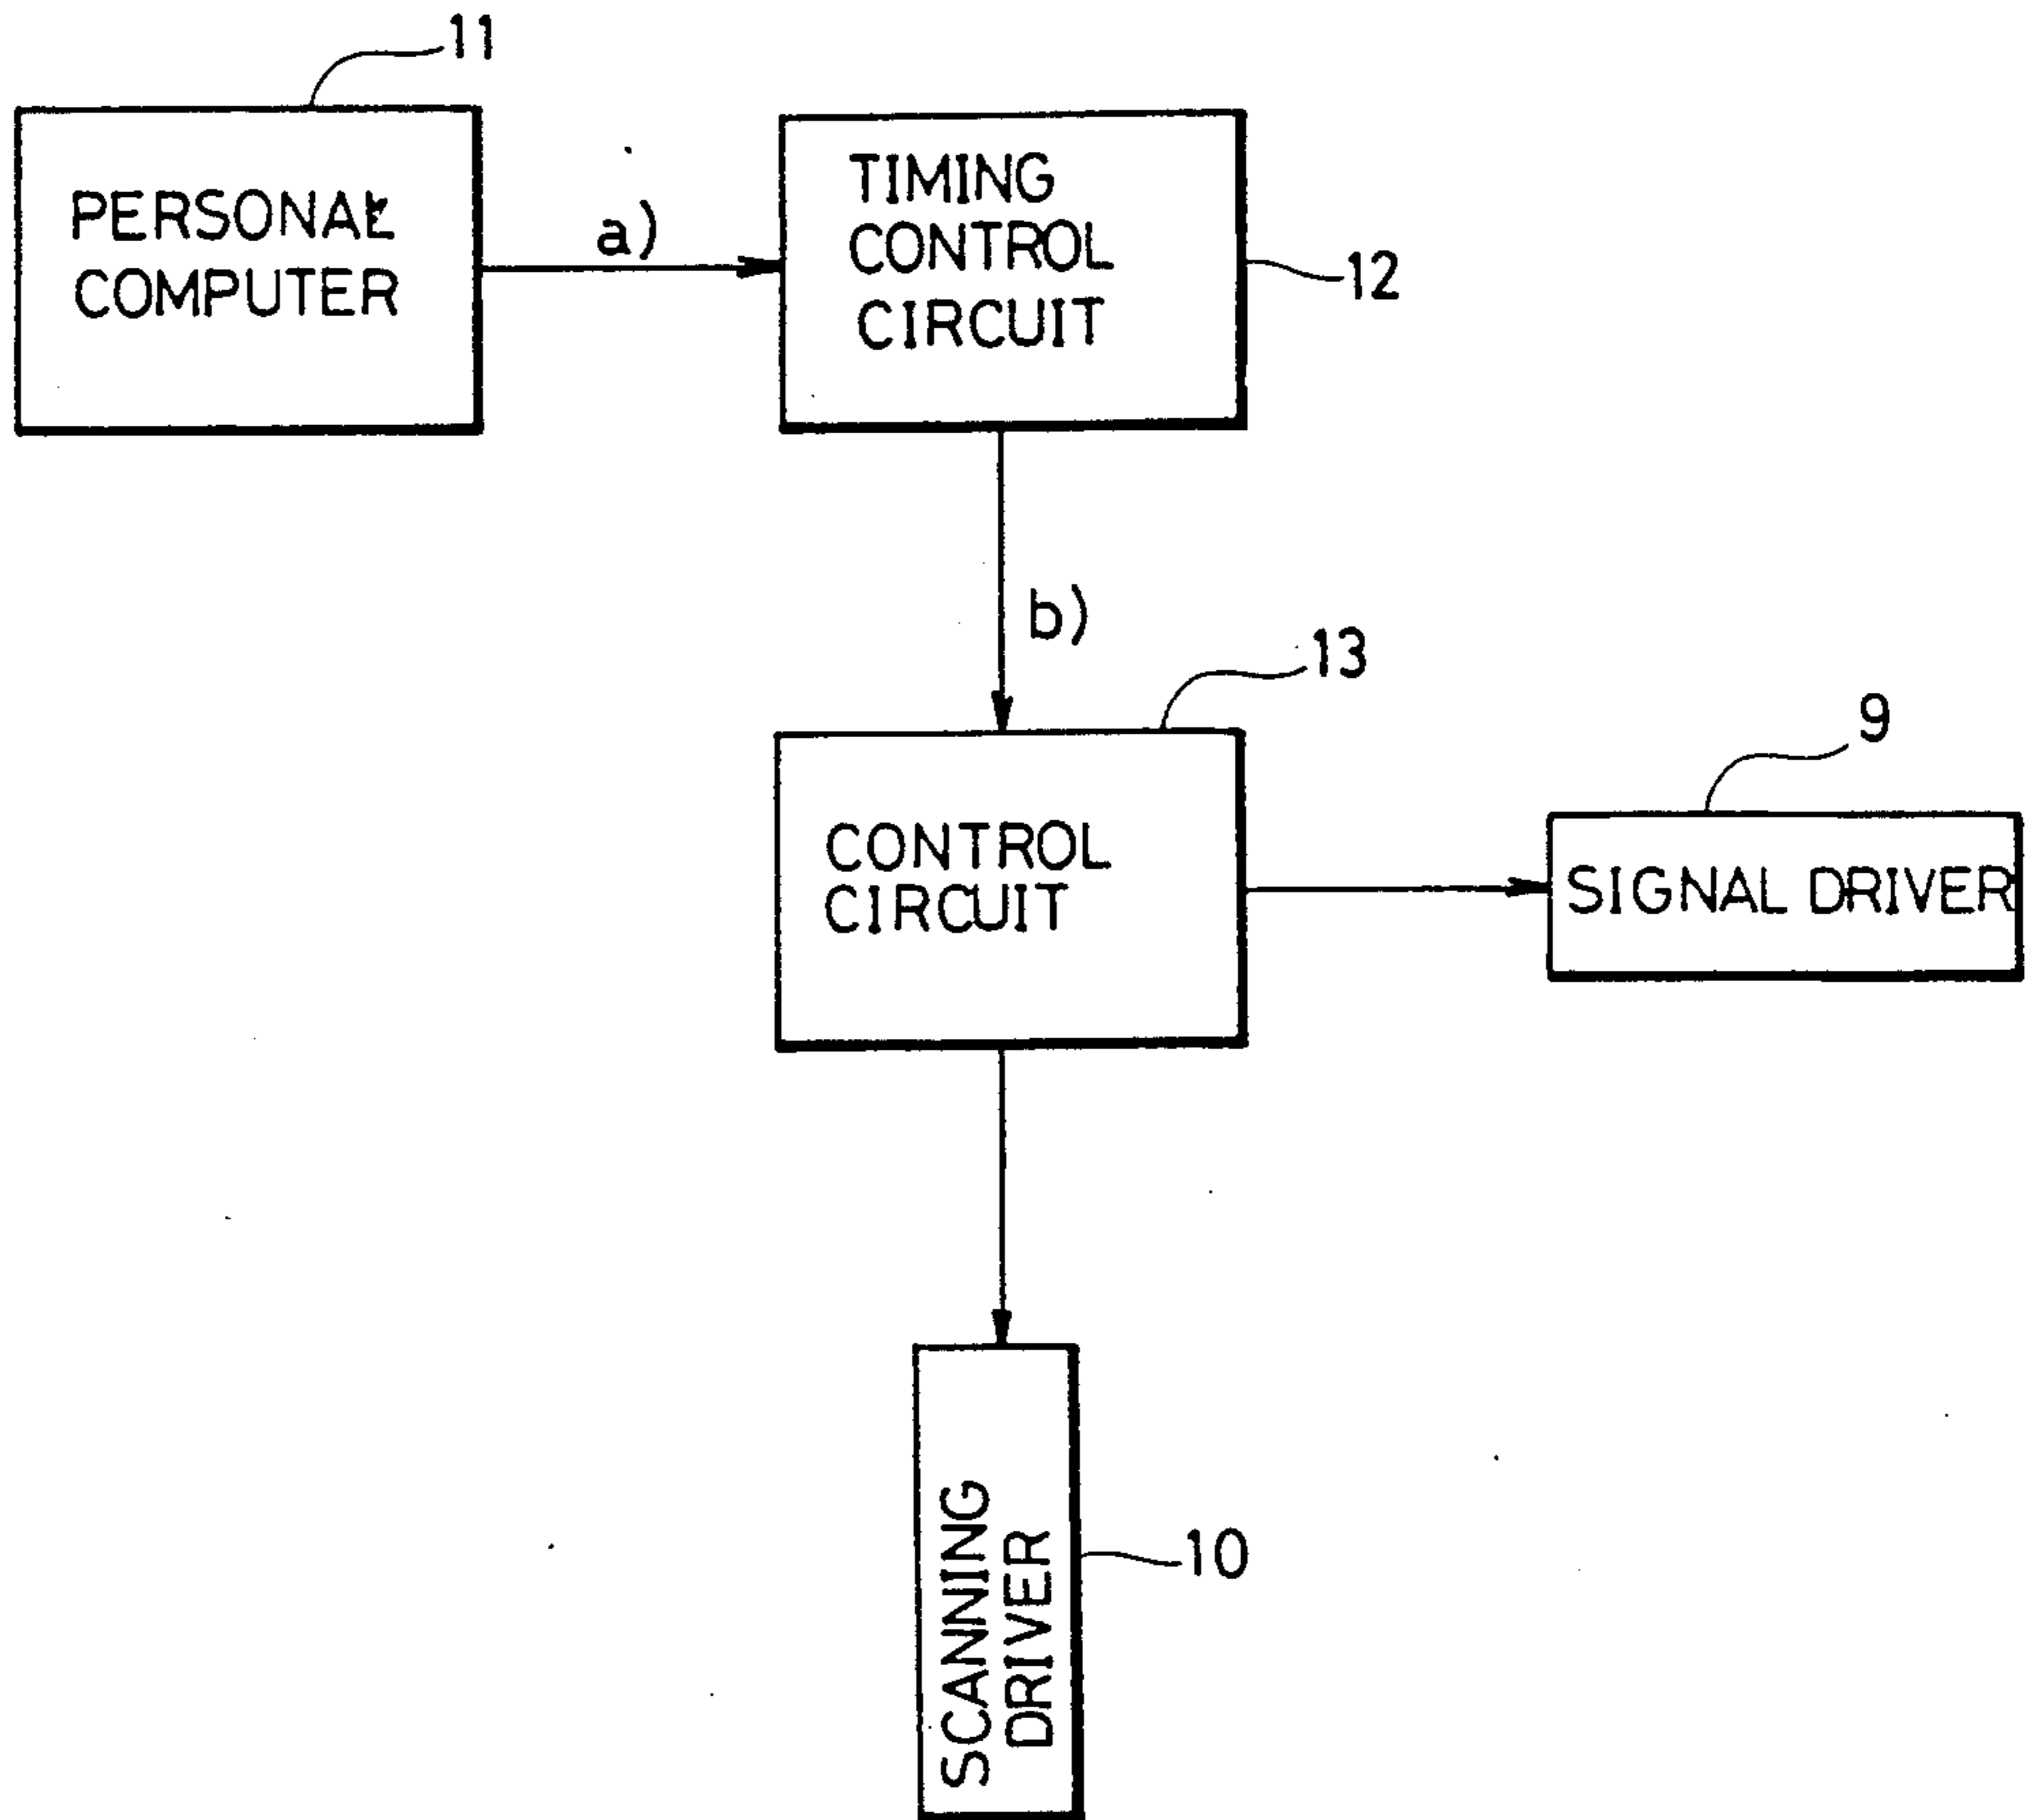 11
PERSONAL
COMPUTER
a)
TIMING
CONTROL
CIRCUIT
12
b)
13
CONTROL
CIRCUIT
9
SIGNAL DRIVER
SCANNING
DRIVER
10